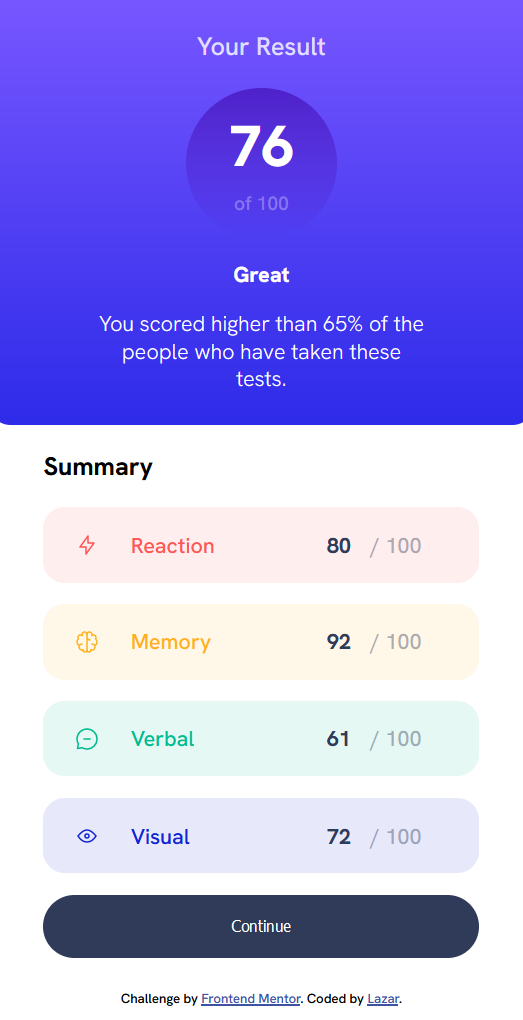 Your Result
76
of 100
Great
You scored higher than 65% of the
people who have taken these
tests.
Summary
Reaction 80 / 100
Memory 92 / 100
Verbal 61 / 100
Visual 72 / 100
Continue
Challenge by Frontend Mentor. Coded by Lazar.